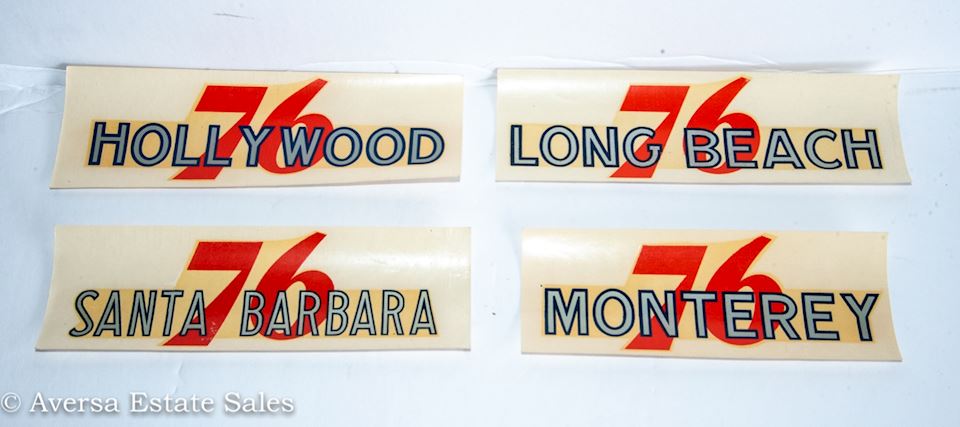 76
HOLLYWOOD
76
LONG BEACH
76
SANTA BARBARA
76
MONTEREY
© Aversa Estate Sales